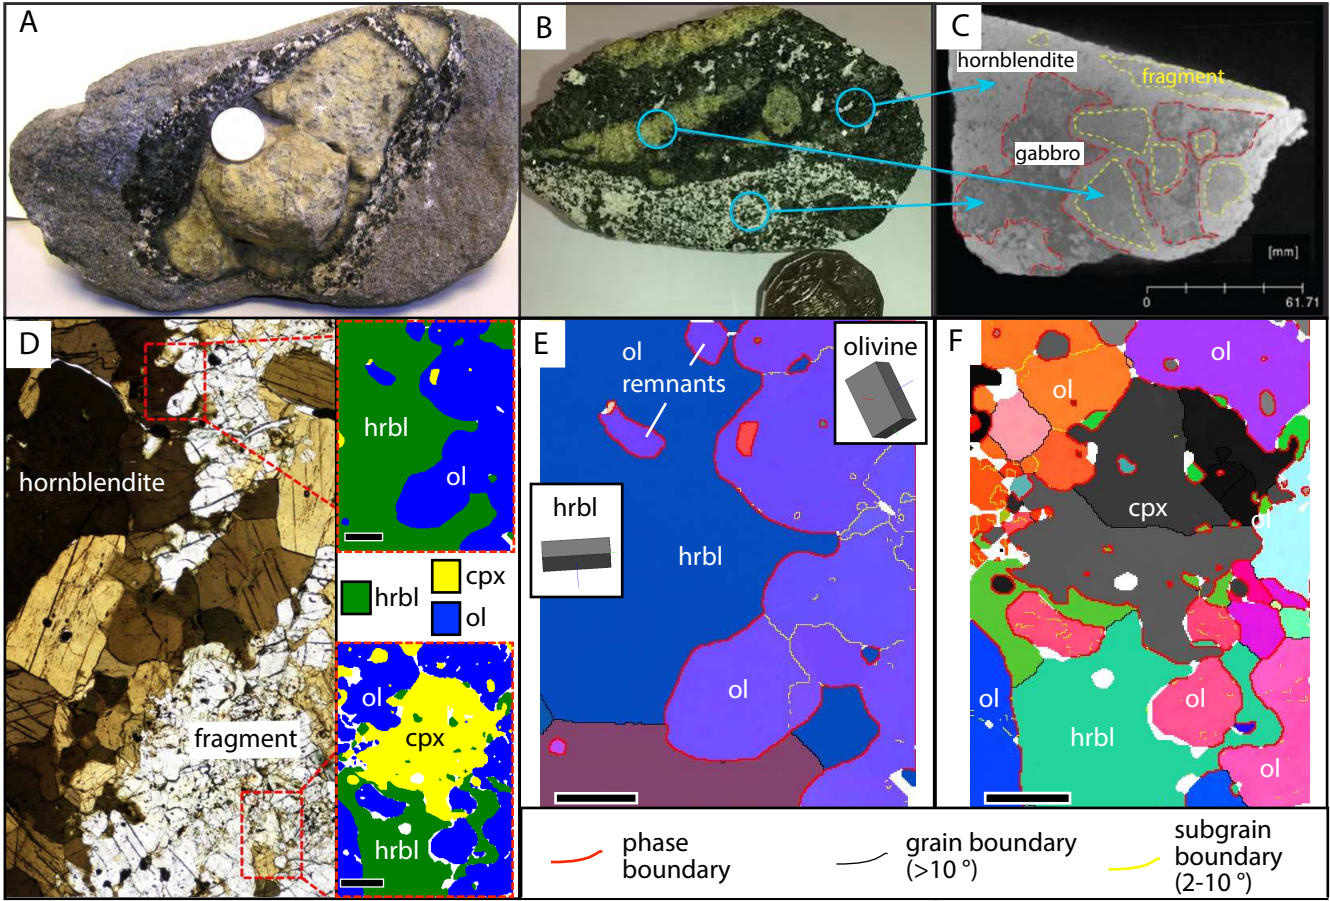 A
B
C
hornblendite
fragment
gabbro
[mm]
0
61.71
D
hornblendite
fragment
hrbl
ol
hrbl
cpx
ol
ol
cpx
hrbl
E
ol
remnants
olivine
hrbl
hrbl
ol
F
ol
ol
cpx
ol
ol
hrbl
ol
ol
phase
boundary
grain boundary
(>10 °)
subgrain
boundary
(2-10 °)